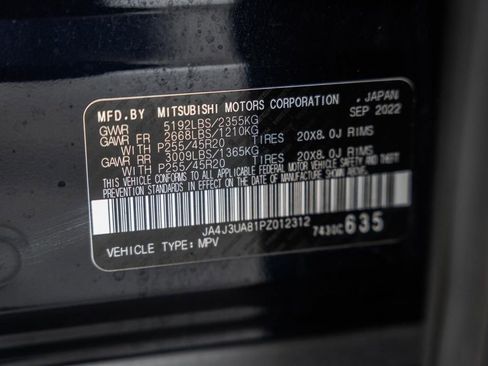 MFD.BY MITSUBISHI MOTORS CORPORATION , JAPAN
GWWR 5192LBS/2355KG SEP 2022
GAWR FR 2668LBS/1210KG
WITH P255/45R20 TIRES 20X8.0J RIMS
GAWR RR 3009LBS/1365KG
WITH P255/45R20 TIRES 20X8.0J RIMS
THIS VEHICLE CONFORMS TO ALL APPLICABLE FEDERAL MOTOR VEHICLE SAFETY AND THEFT
PREVENTION STANDARDS IN EFFECT ON THE DATE OF MANUFACTURE SHOWN ABOVE.
JA4J3UA81PZ012312 7430C 635
VEHICLE TYPE: MPV